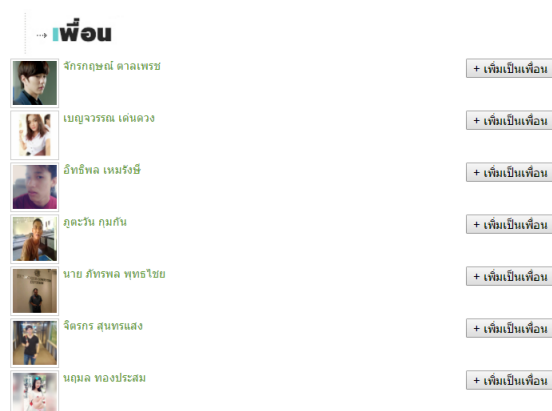 เพื่อน
จักรกฤษณ์ ตาลเพรช
+ เพิ่มเป็นเพื่อน
เบญจวรรณ เด่นดวง
+ เพิ่มเป็นเพื่อน
อิทธิพล เหมรังษี
+ เพิ่มเป็นเพื่อน
ภูตะวัน กุมกัน
+ เพิ่มเป็นเพื่อน
นาย ภัทรพล พุทธไชย
+ เพิ่มเป็นเพื่อน
จิตรกร สุนทรแสง
+ เพิ่มเป็นเพื่อน
นฤมล ทองประสม
+ เพิ่มเป็นเพื่อน